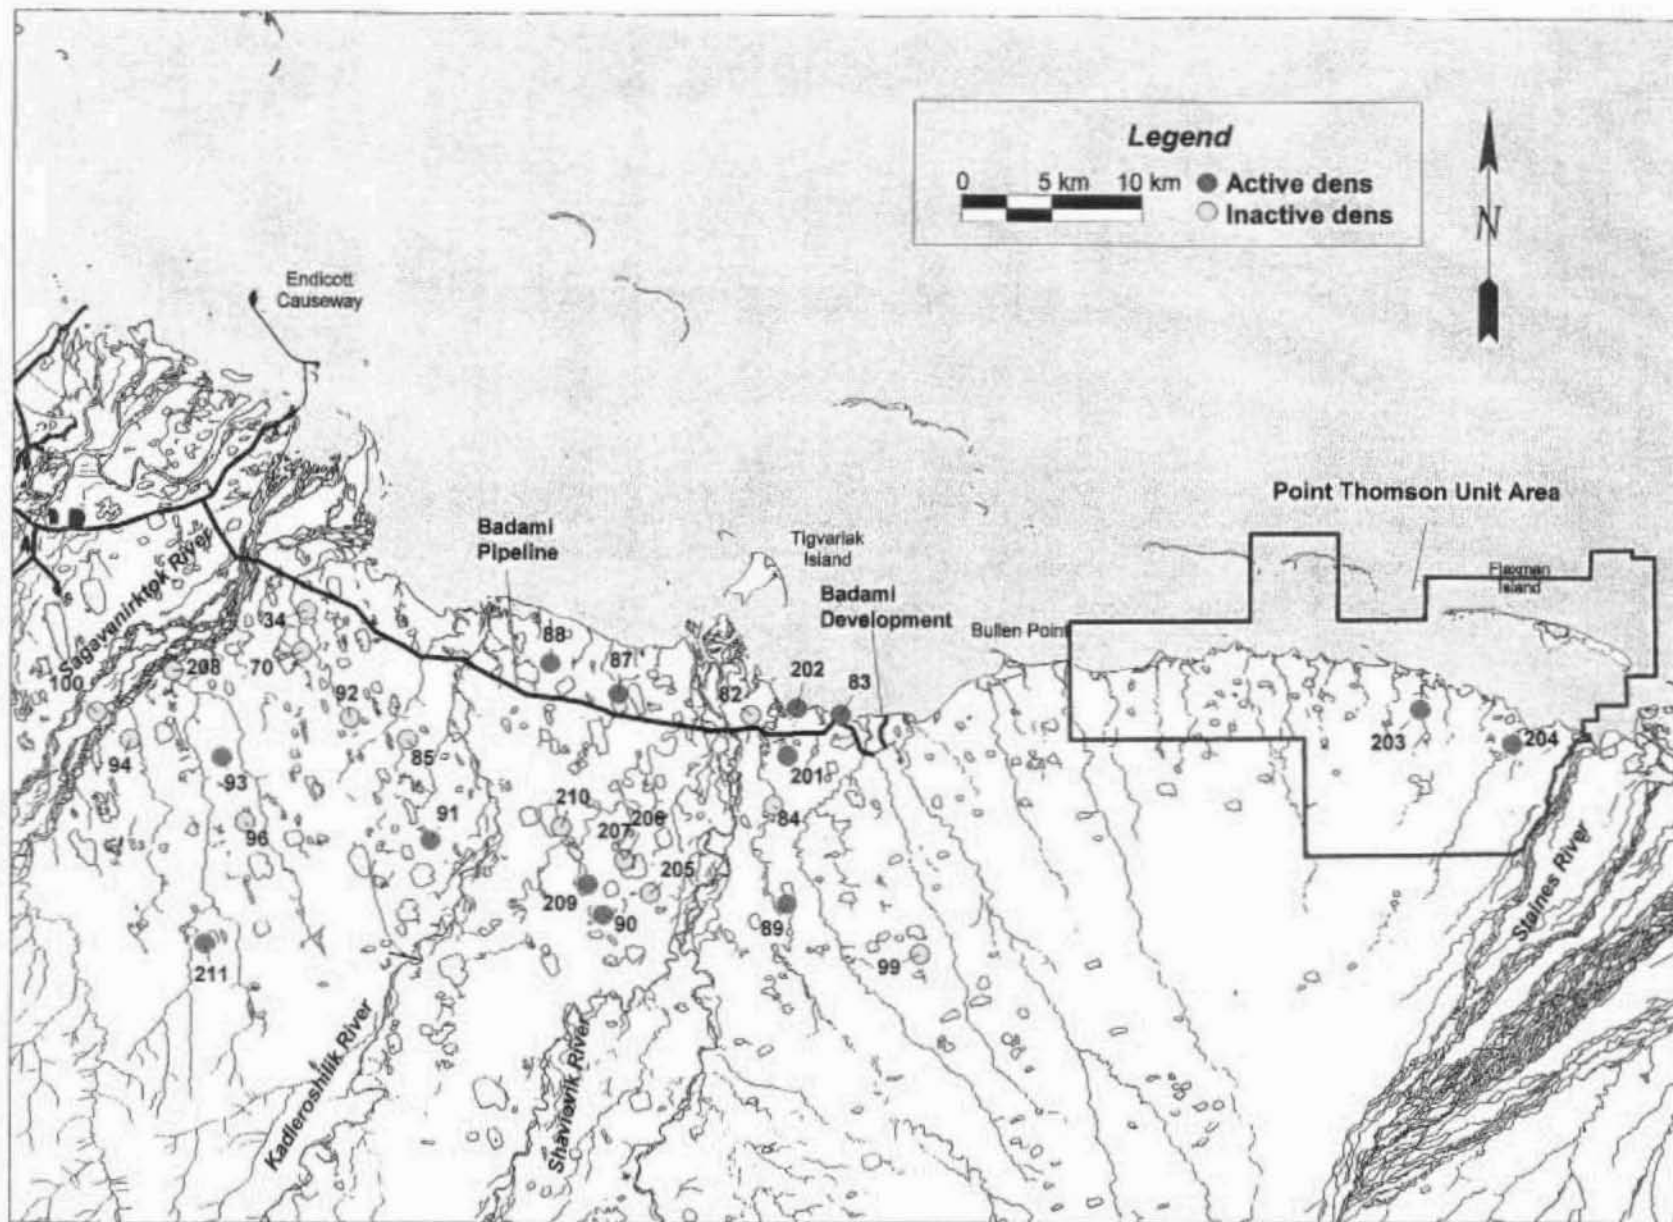 Legend
0 5 km 10 km
Active dens
Inactive dens
N
Endicott
Causeway
Point Thomson Unit Area
Badami
Pipeline
Tigvariak
Island
Flaxman
Island
Badami
Development
Bullen Point
Sagavanirktok River
34
88
87
202
83
100
208
70
92
82
94
93
85
201
203
204
96
91
210
207
206
84
205
209
90
89
99
211
Staines River
Kadleroshilik River
Shaviovik River